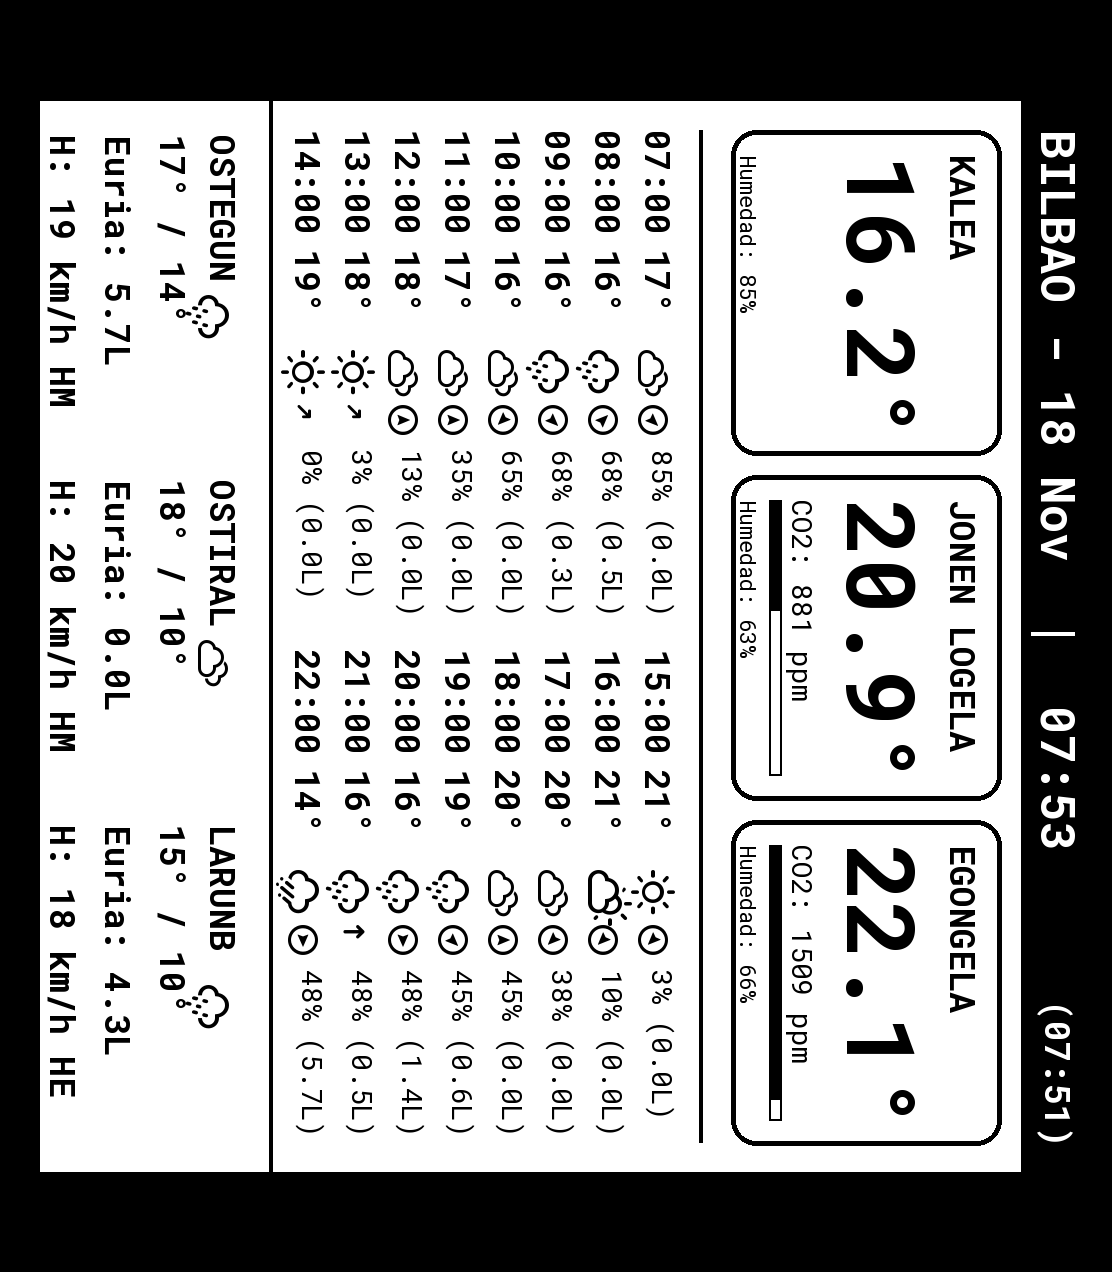 BILBAO - 18 Nov | 07:53 (07:51)
KALEA
16.2°
Humedad: 85%
JONEN LOGELA
20.9°
CO2: 881 ppm
Humedad: 63%
EGONGELA
22.1°
CO2: 1509 ppm
Humedad: 66%
07:00 17° 85% (0.0L)
08:00 16° 68% (0.5L)
09:00 16° 68% (0.3L)
10:00 16° 65% (0.0L)
11:00 17° 35% (0.0L)
12:00 18° 13% (0.0L)
13:00 18° 3% (0.0L)
14:00 19° 0% (0.0L)
15:00 21° 3% (0.0L)
16:00 21° 10% (0.0L)
17:00 20° 38% (0.0L)
18:00 20° 45% (0.0L)
19:00 19° 45% (0.6L)
20:00 16° 48% (1.4L)
21:00 16° 48% (0.5L)
22:00 14° 48% (5.7L)
OSTEGUN
17° / 14°
Euria: 5.7L
H: 19 km/h HM
OSTIRAL
18° / 10°
Euria: 0.0L
H: 20 km/h HM
LARUNB
15° / 10°
Euria: 4.3L
H: 18 km/h HE